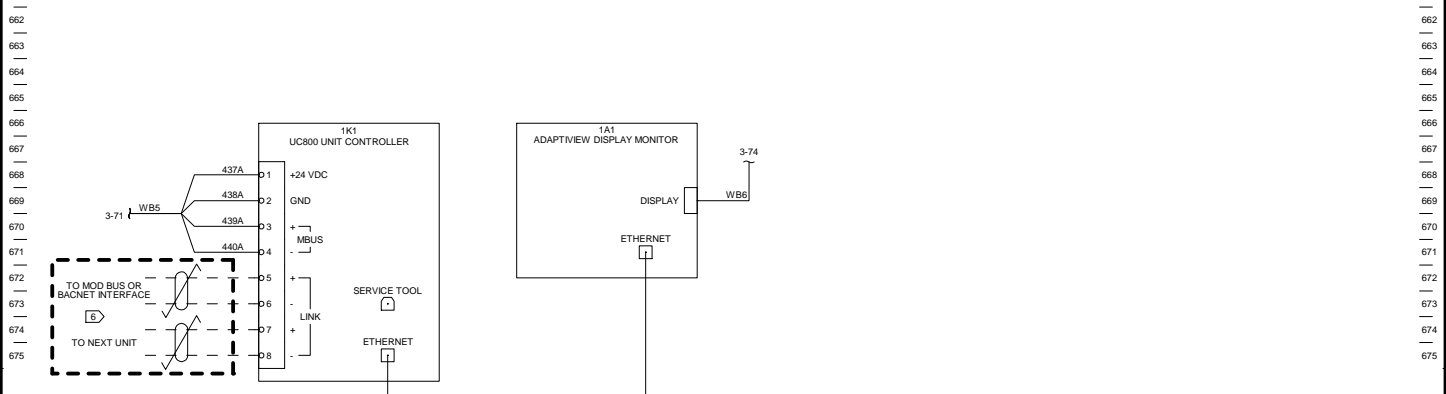 662 662
663 663
664 664
665 665
666 1K1 1A1 666
UC800 UNIT CONTROLLER ADAPTIVIEW DISPLAY MONITOR
667 3-74 667
668 437A 1 +24 VDC 668
669 438A 2 GND DISPLAY WB6 669
3-71 WB5
670 439A 3 + 670
MBUS ETHERNET
671 440A 4 - 671
672 5 + 672
TO MOD BUS OR
BACNET INTERFACE SERVICE TOOL
673 6 - 673
6 LINK
674 7 + 674
TO NEXT UNIT ETHERNET
675 8 - 675